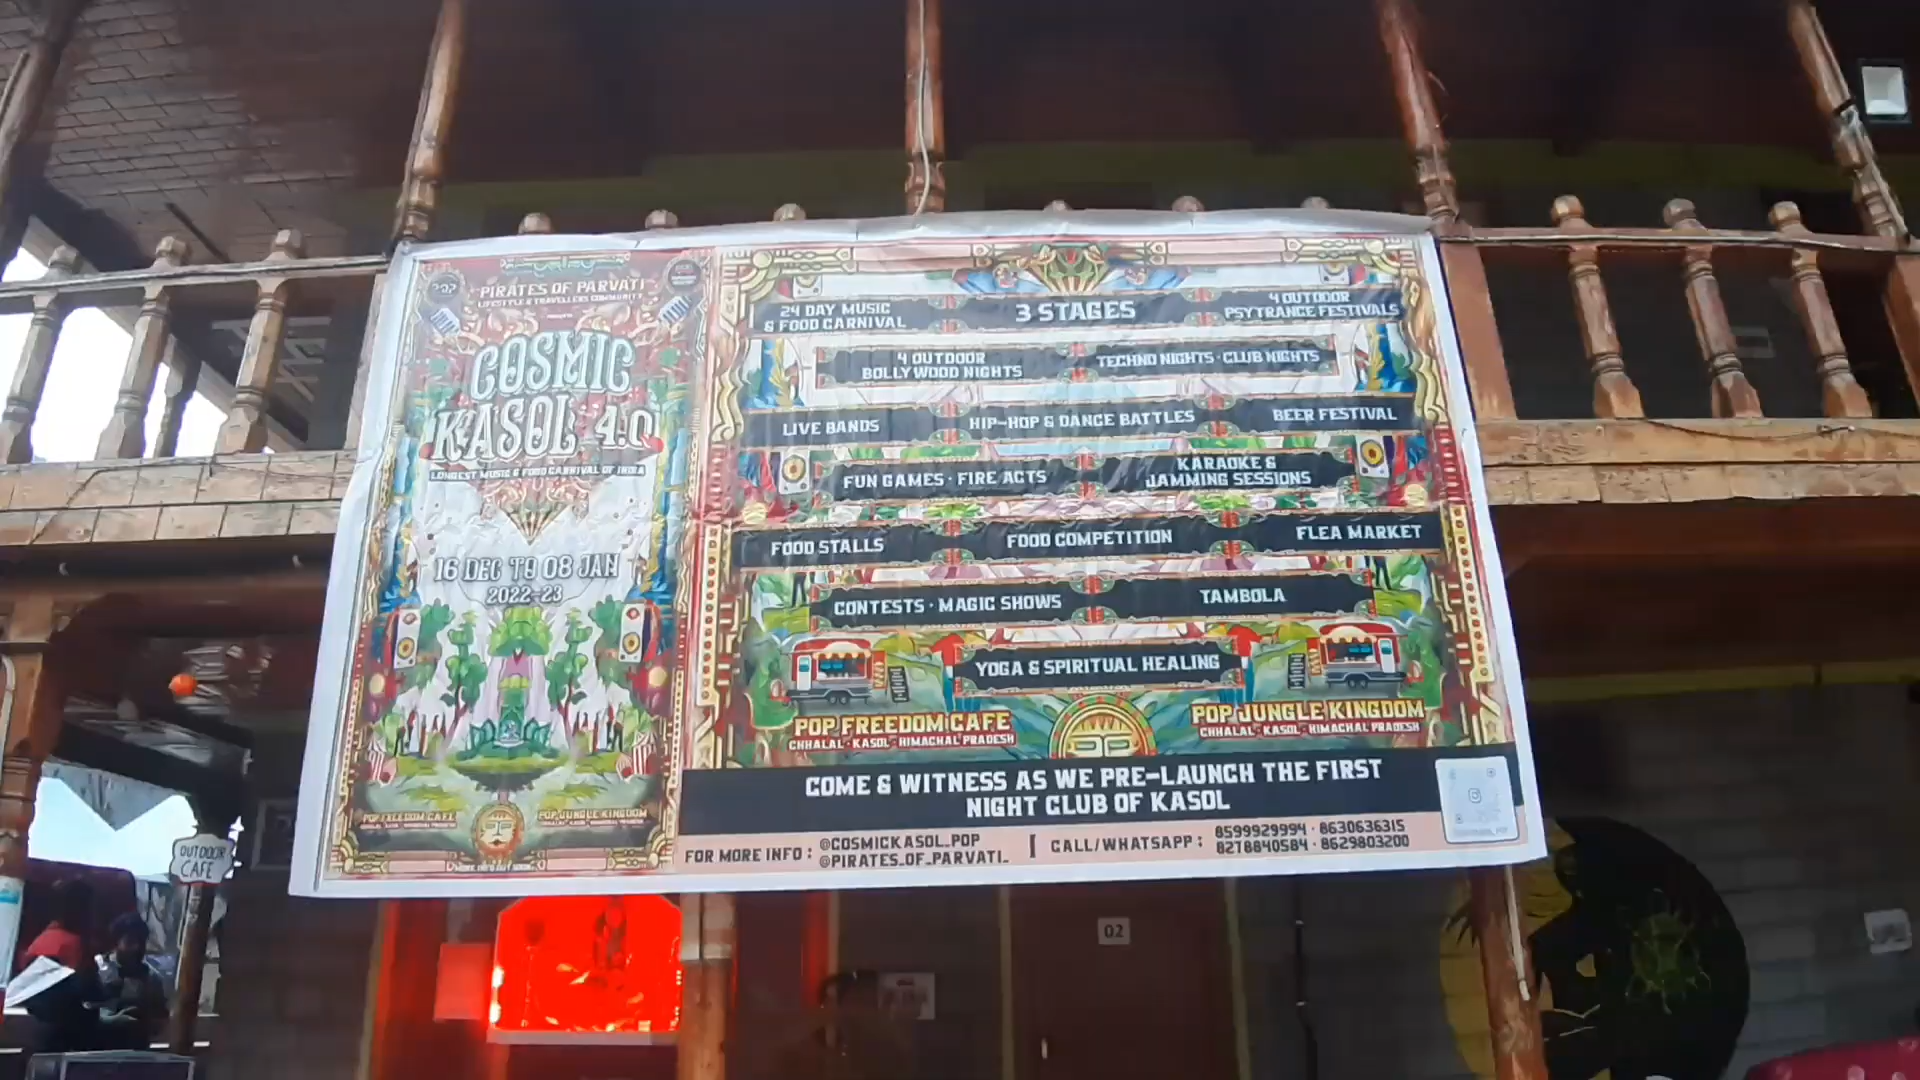 PIRATES OF PARVATI
LIFESTYLE & TRAVELLERS COMMUNITY
COSMIC
KASOL 4.0
LONGEST MUSIC & FOOD CARNIVAL OF INDIA
16 DEC TO 08 JAN
2022-23
POP FREEDOM CAFE
POP JUNGLE KINGDOM
24 DAY MUSIC
& FOOD CARNIVAL
3 STAGES
4 OUTDOOR
PSYTRANCE FESTIVALS
4 OUTDOOR
BOLLYWOOD NIGHTS
TECHNO NIGHTS · CLUB NIGHTS
LIVE BANDS
HIP-HOP & DANCE BATTLES
BEER FESTIVAL
FUN GAMES · FIRE ACTS
KARAOKE &
JAMMING SESSIONS
FOOD STALLS
FOOD COMPETITION
FLEA MARKET
CONTESTS · MAGIC SHOWS
TAMBOLA
YOGA & SPIRITUAL HEALING
POP FREEDOM CAFE
CHHALAL · KASOL · HIMACHAL PRADESH
POP JUNGLE KINGDOM
CHHALAL · KASOL · HIMACHAL PRADESH
COME & WITNESS AS WE PRE-LAUNCH THE FIRST
NIGHT CLUB OF KASOL
FOR MORE INFO : @COSMICKASOL_POP
@PIRATES_OF_PARVATI_
CALL/WHATSAPP : 8599929994 · 8630636315
8278840584 · 8629803200
OUTDOOR
CAFE
02